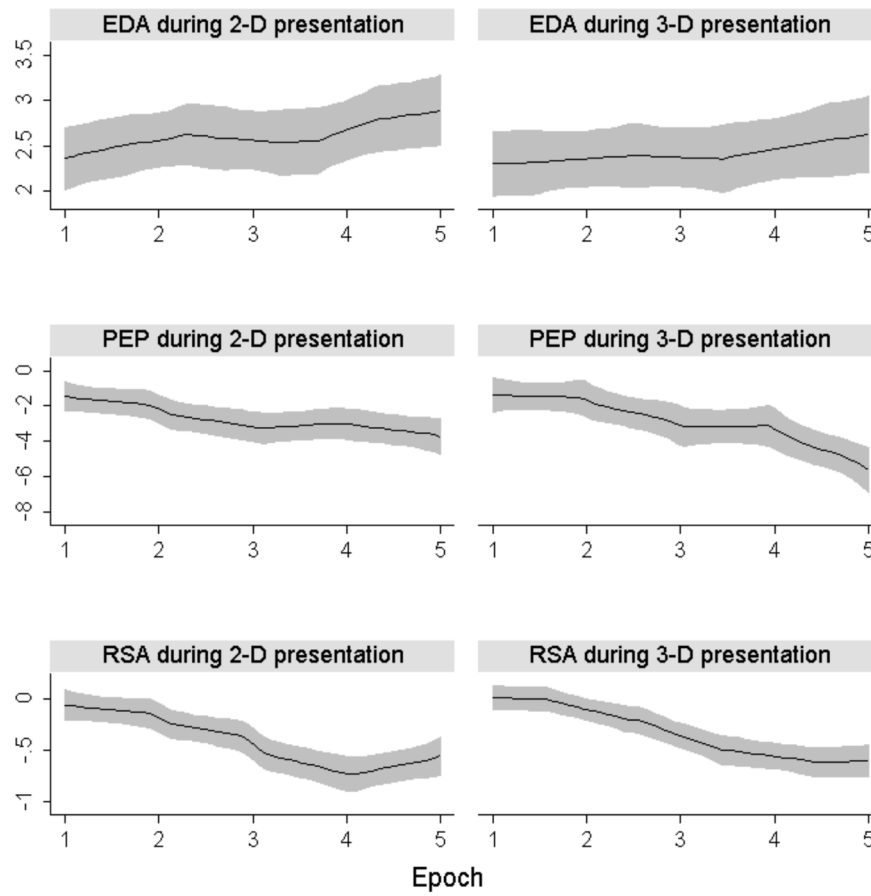 EDA during 2-D presentation
EDA during 3-D presentation
3.5
3
2.5
2
1 2 3 4 5
1 2 3 4 5
PEP during 2-D presentation
PEP during 3-D presentation
0
-2
-4
-6
-8
1 2 3 4 5
1 2 3 4 5
RSA during 2-D presentation
RSA during 3-D presentation
0
-.5
-1
1 2 3 4 5
1 2 3 4 5
Epoch